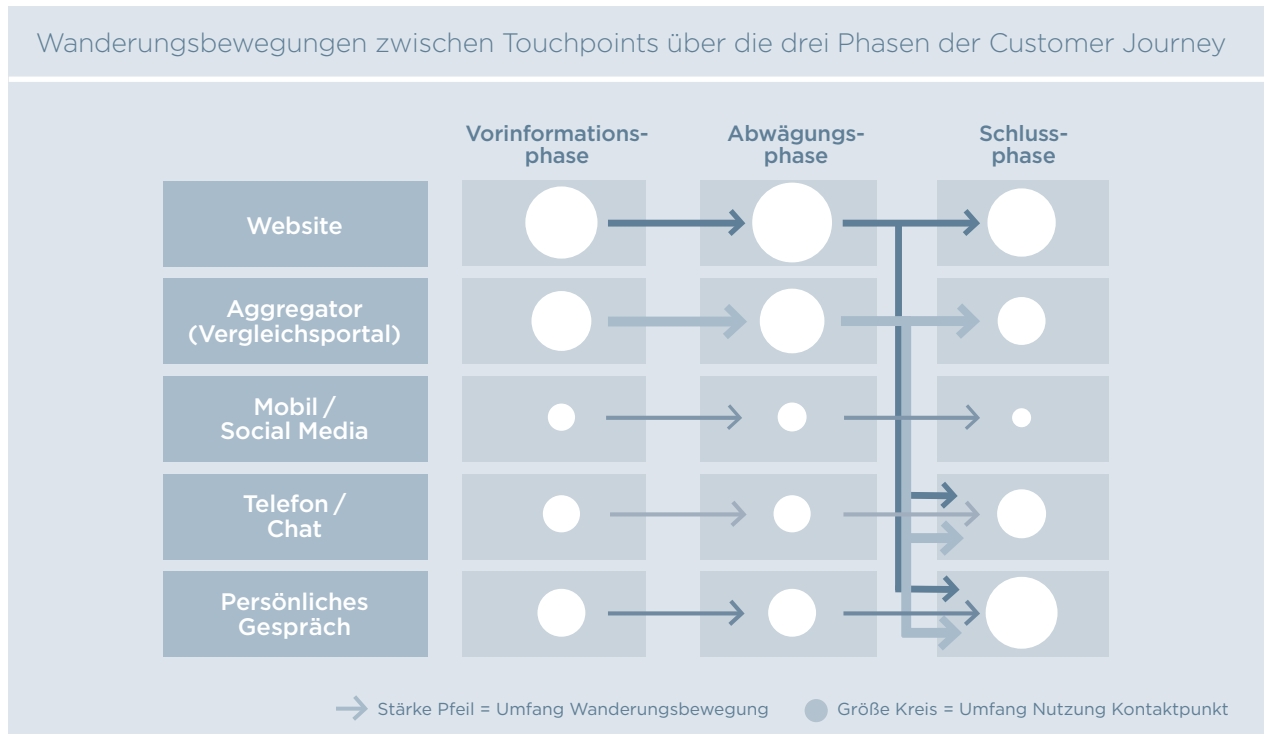 Wanderungsbewegungen zwischen Touchpoints über die drei Phasen der Customer Journey
Vorinformations-
phase
Abwägungs-
phase
Schluss-
phase
Website
Aggregator
(Vergleichsportal)
Mobil /
Social Media
Telefon /
Chat
Persönliches
Gespräch
Stärke Pfeil = Umfang Wanderungsbewegung
Größe Kreis = Umfang Nutzung Kontaktpunkt